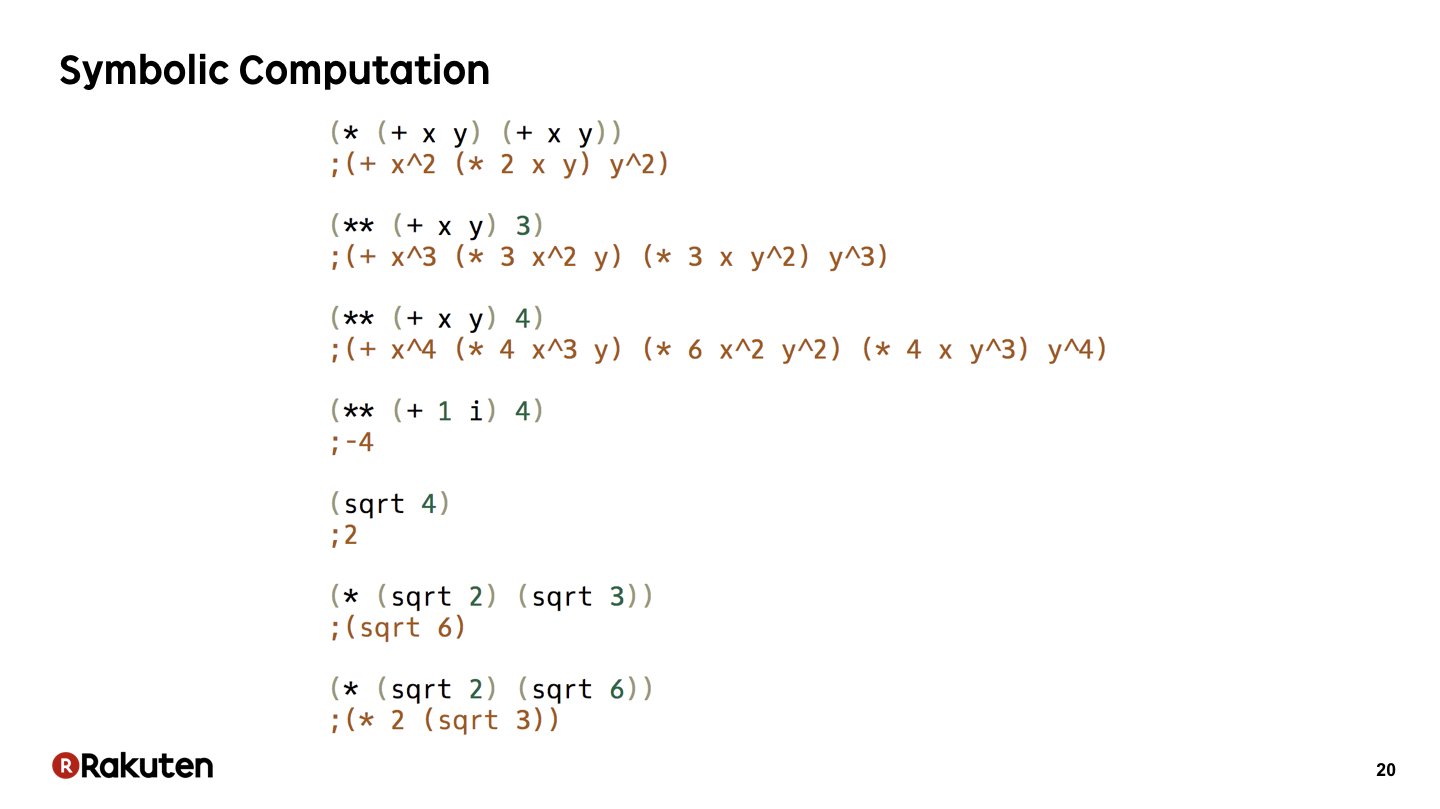 Symbolic Computation
(* (+ x y) (+ x y))
;(+ x^2 (* 2 x y) y^2)
(** (+ x y) 3)
;(+ x^3 (* 3 x^2 y) (* 3 x y^2) y^3)
(** (+ x y) 4)
;(+ x^4 (* 4 x^3 y) (* 6 x^2 y^2) (* 4 x y^3) y^4)
(** (+ 1 i) 4)
;-4
(sqrt 4)
;2
(* (sqrt 2) (sqrt 3))
;(sqrt 6)
(* (sqrt 2) (sqrt 6))
;(* 2 (sqrt 3))
R Rakuten
20